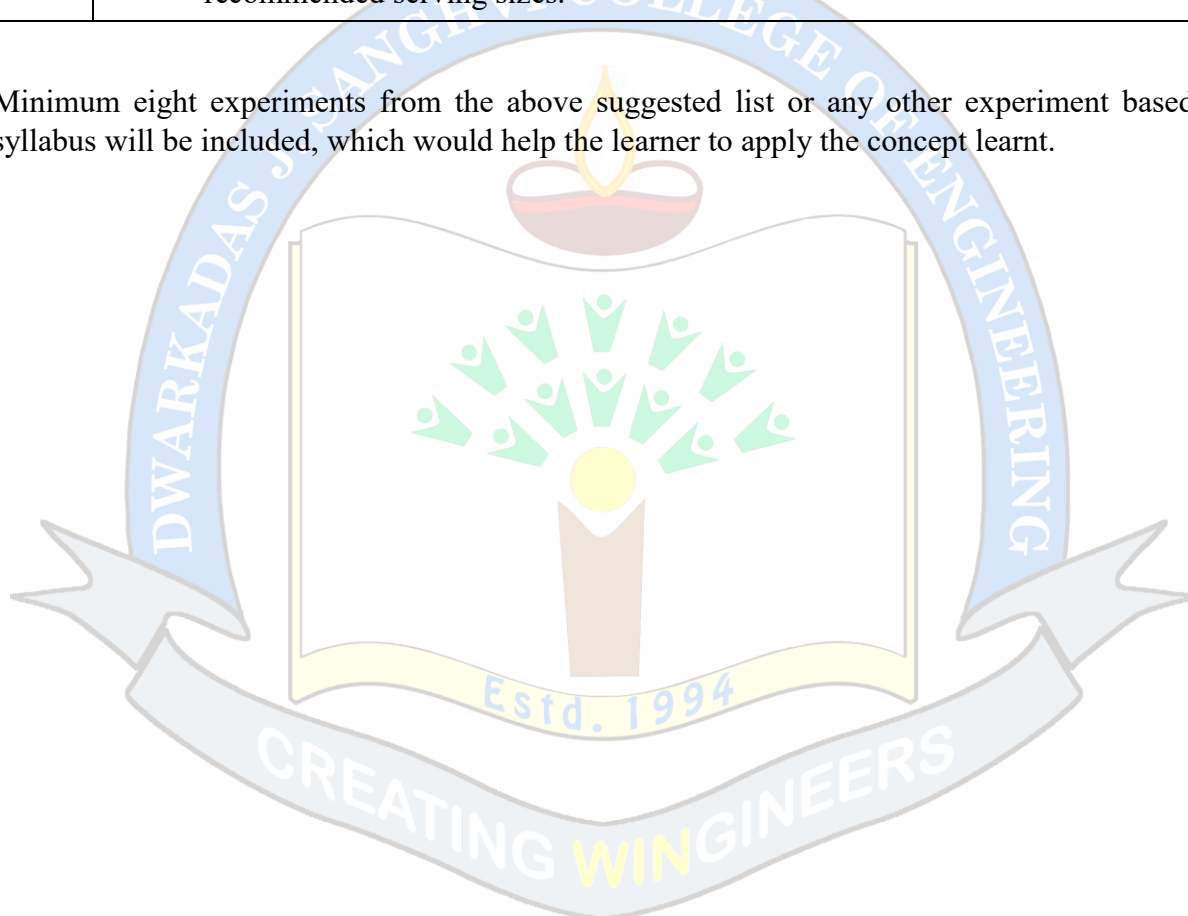 recommended serving sizes.
Minimum eight experiments from the above suggested list or any other experiment based
syllabus will be included, which would help the learner to apply the concept learnt.
DWARKADAS J. SANGHVI COLLEGE OF ENGINEERING
Estd. 1994
CREATING WINGINEERS